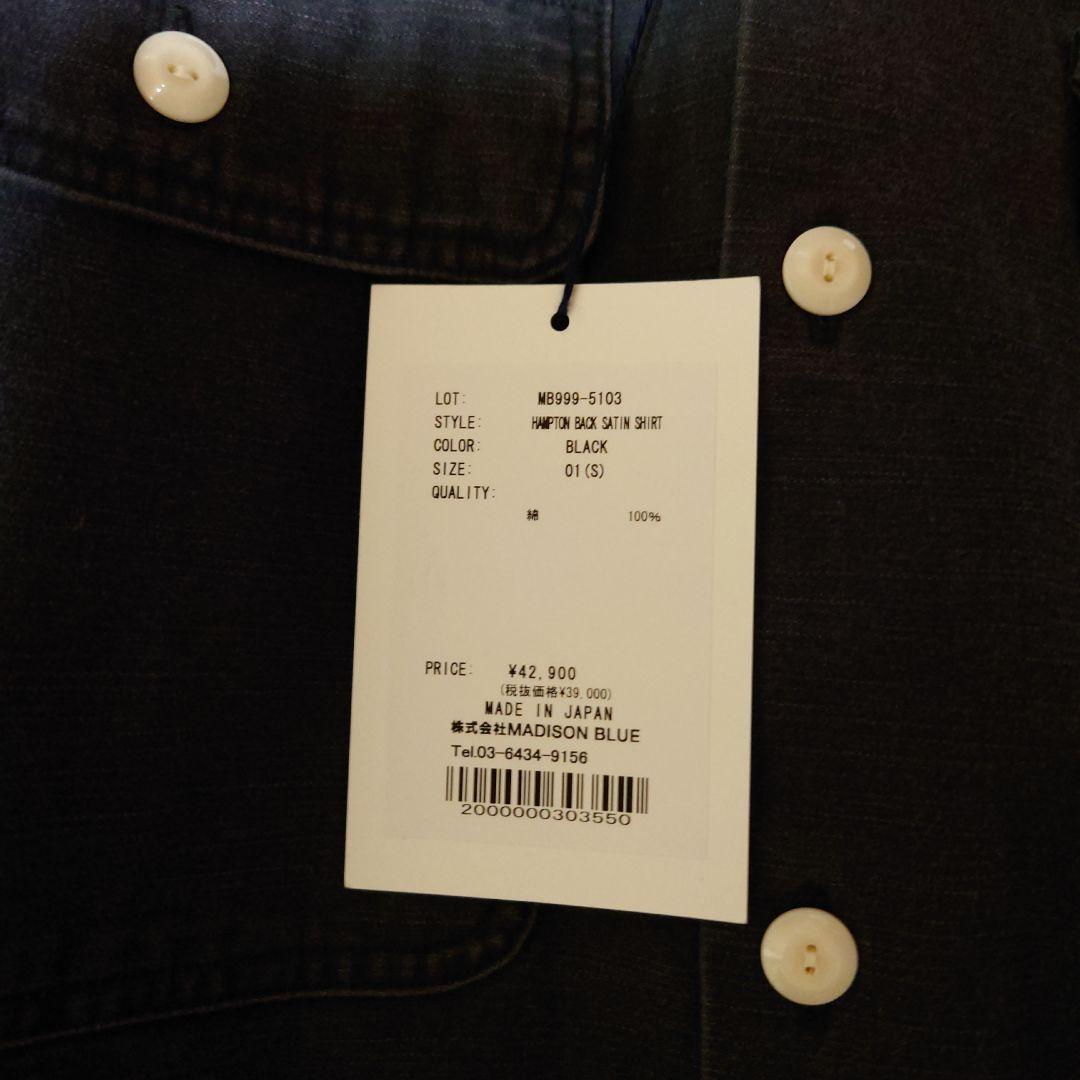 LOT: MB999-5103
STYLE: HAMPTON BACK SATIN SHIRT
COLOR: BLACK
SIZE: 01(S)
QUALITY:
綿 100%
PRICE: ¥42,900
(税抜価格¥39,000)
MADE IN JAPAN
株式会社MADISON BLUE
Tel.03-6434-9156
2000000303550